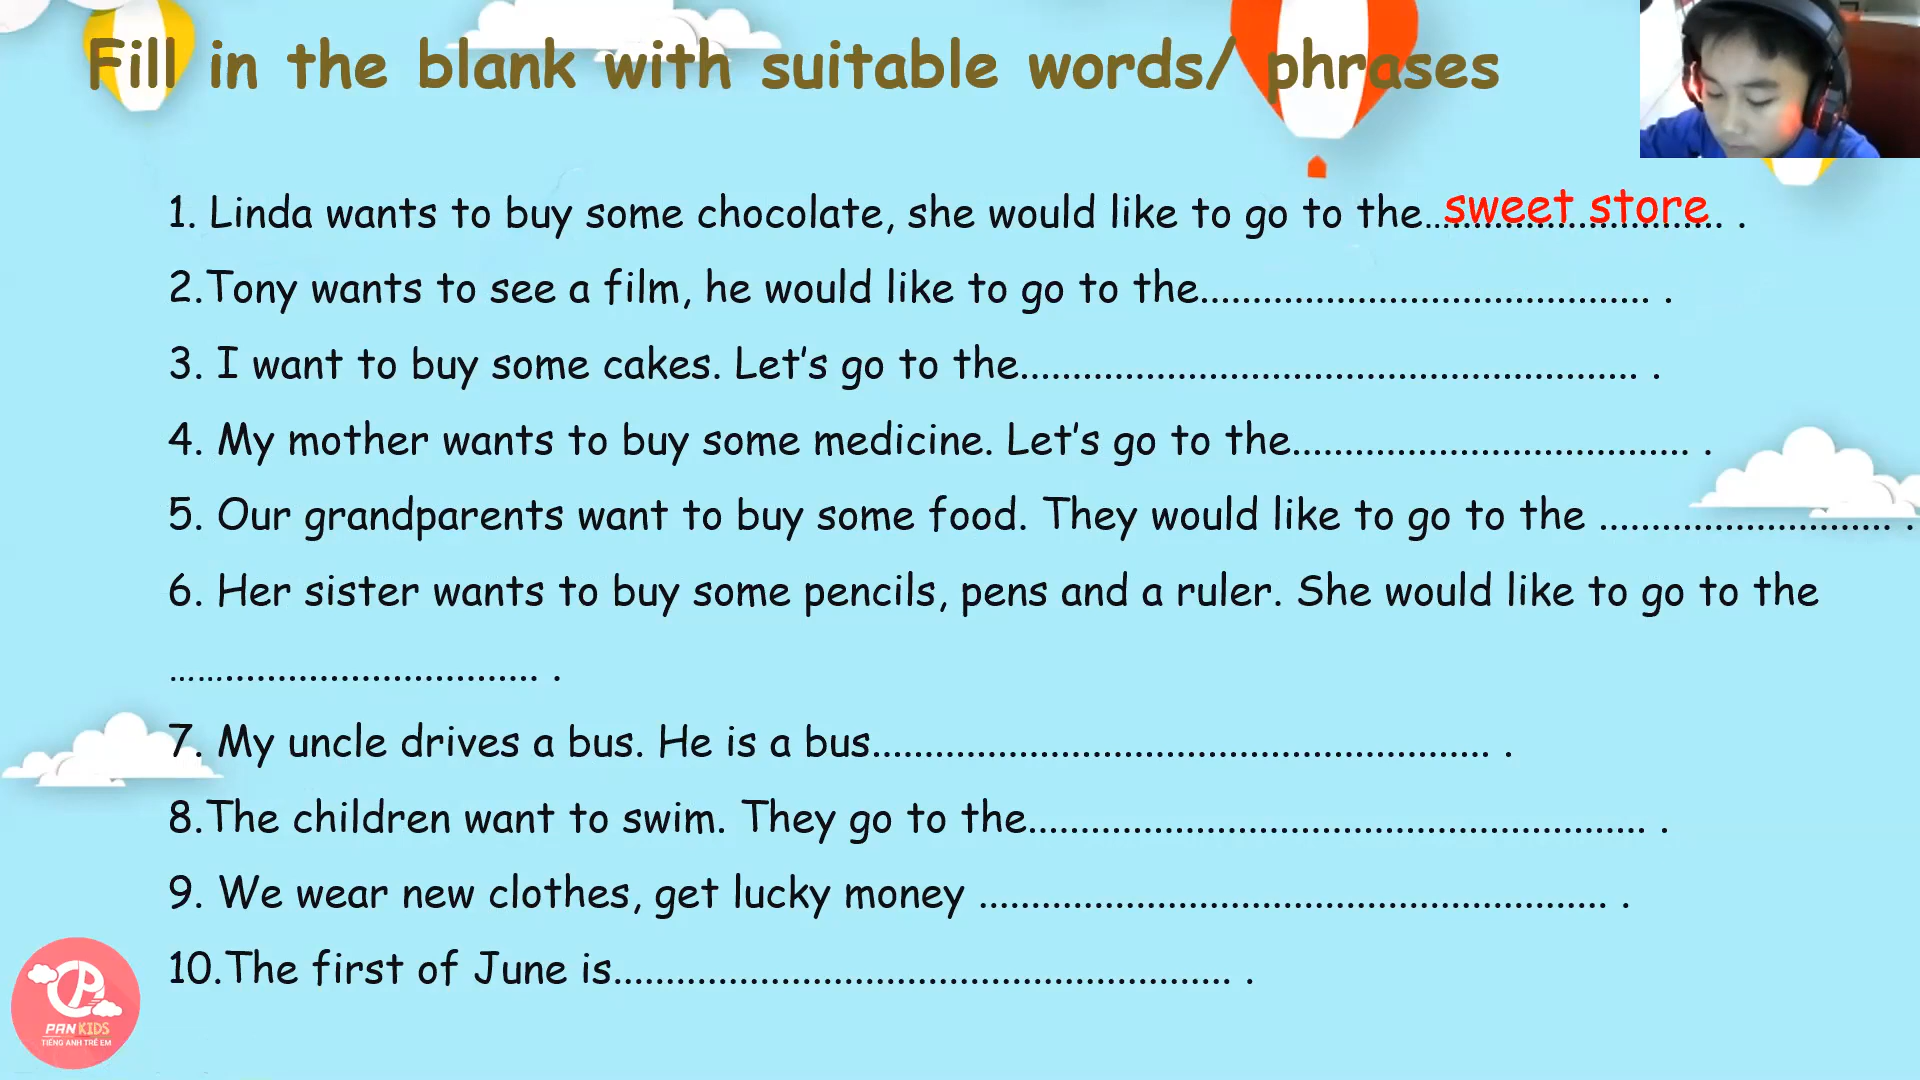 Fill in the blank with suitable words/ phrases
1. Linda wants to buy some chocolate, she would like to go to the.............................. .
sweet store
2.Tony wants to see a film, he would like to go to the........................................... .
3. I want to buy some cakes. Let's go to the........................................................... .
4. My mother wants to buy some medicine. Let's go to the...................................... .
5. Our grandparents want to buy some food. They would like to go to the ............................ .
6. Her sister wants to buy some pencils, pens and a ruler. She would like to go to the
.................................... .
7. My uncle drives a bus. He is a bus........................................................... .
8.The children want to swim. They go to the........................................................... .
9. We wear new clothes, get lucky money ............................................................ .
10.The first of June is........................................................... .
PAN KIDS
TIẾNG ANH TRẺ EM